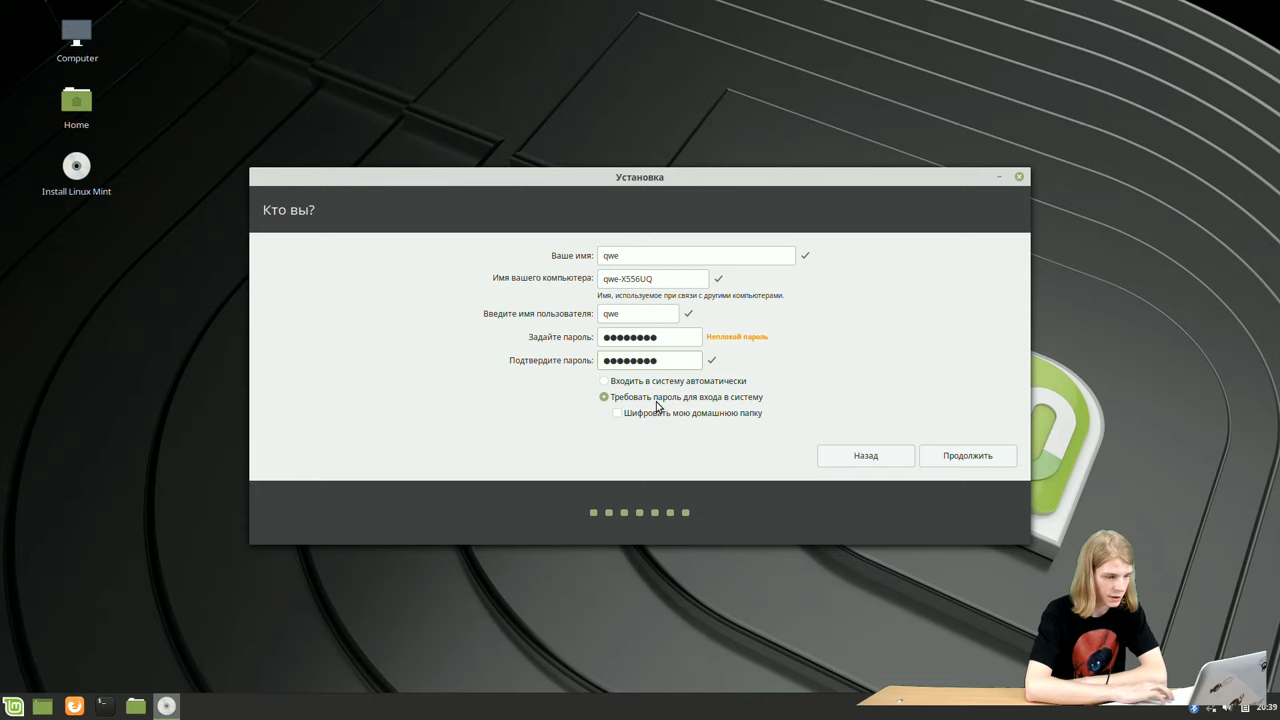 Computer
Home
Install Linux Mint
Установка
Кто вы?
Ваше имя: qwe
Имя вашего компьютера: qwe-X556UQ
Имя, используемое при связи с другими компьютерами.
Введите имя пользователя: qwe
Задайте пароль: ●●●●●●●● Неплохой пароль
Подтвердите пароль: ●●●●●●●●
Входить в систему автоматически
Требовать пароль для входа в систему
Шифровать мою домашнюю папку
Назад Продолжить
20:39